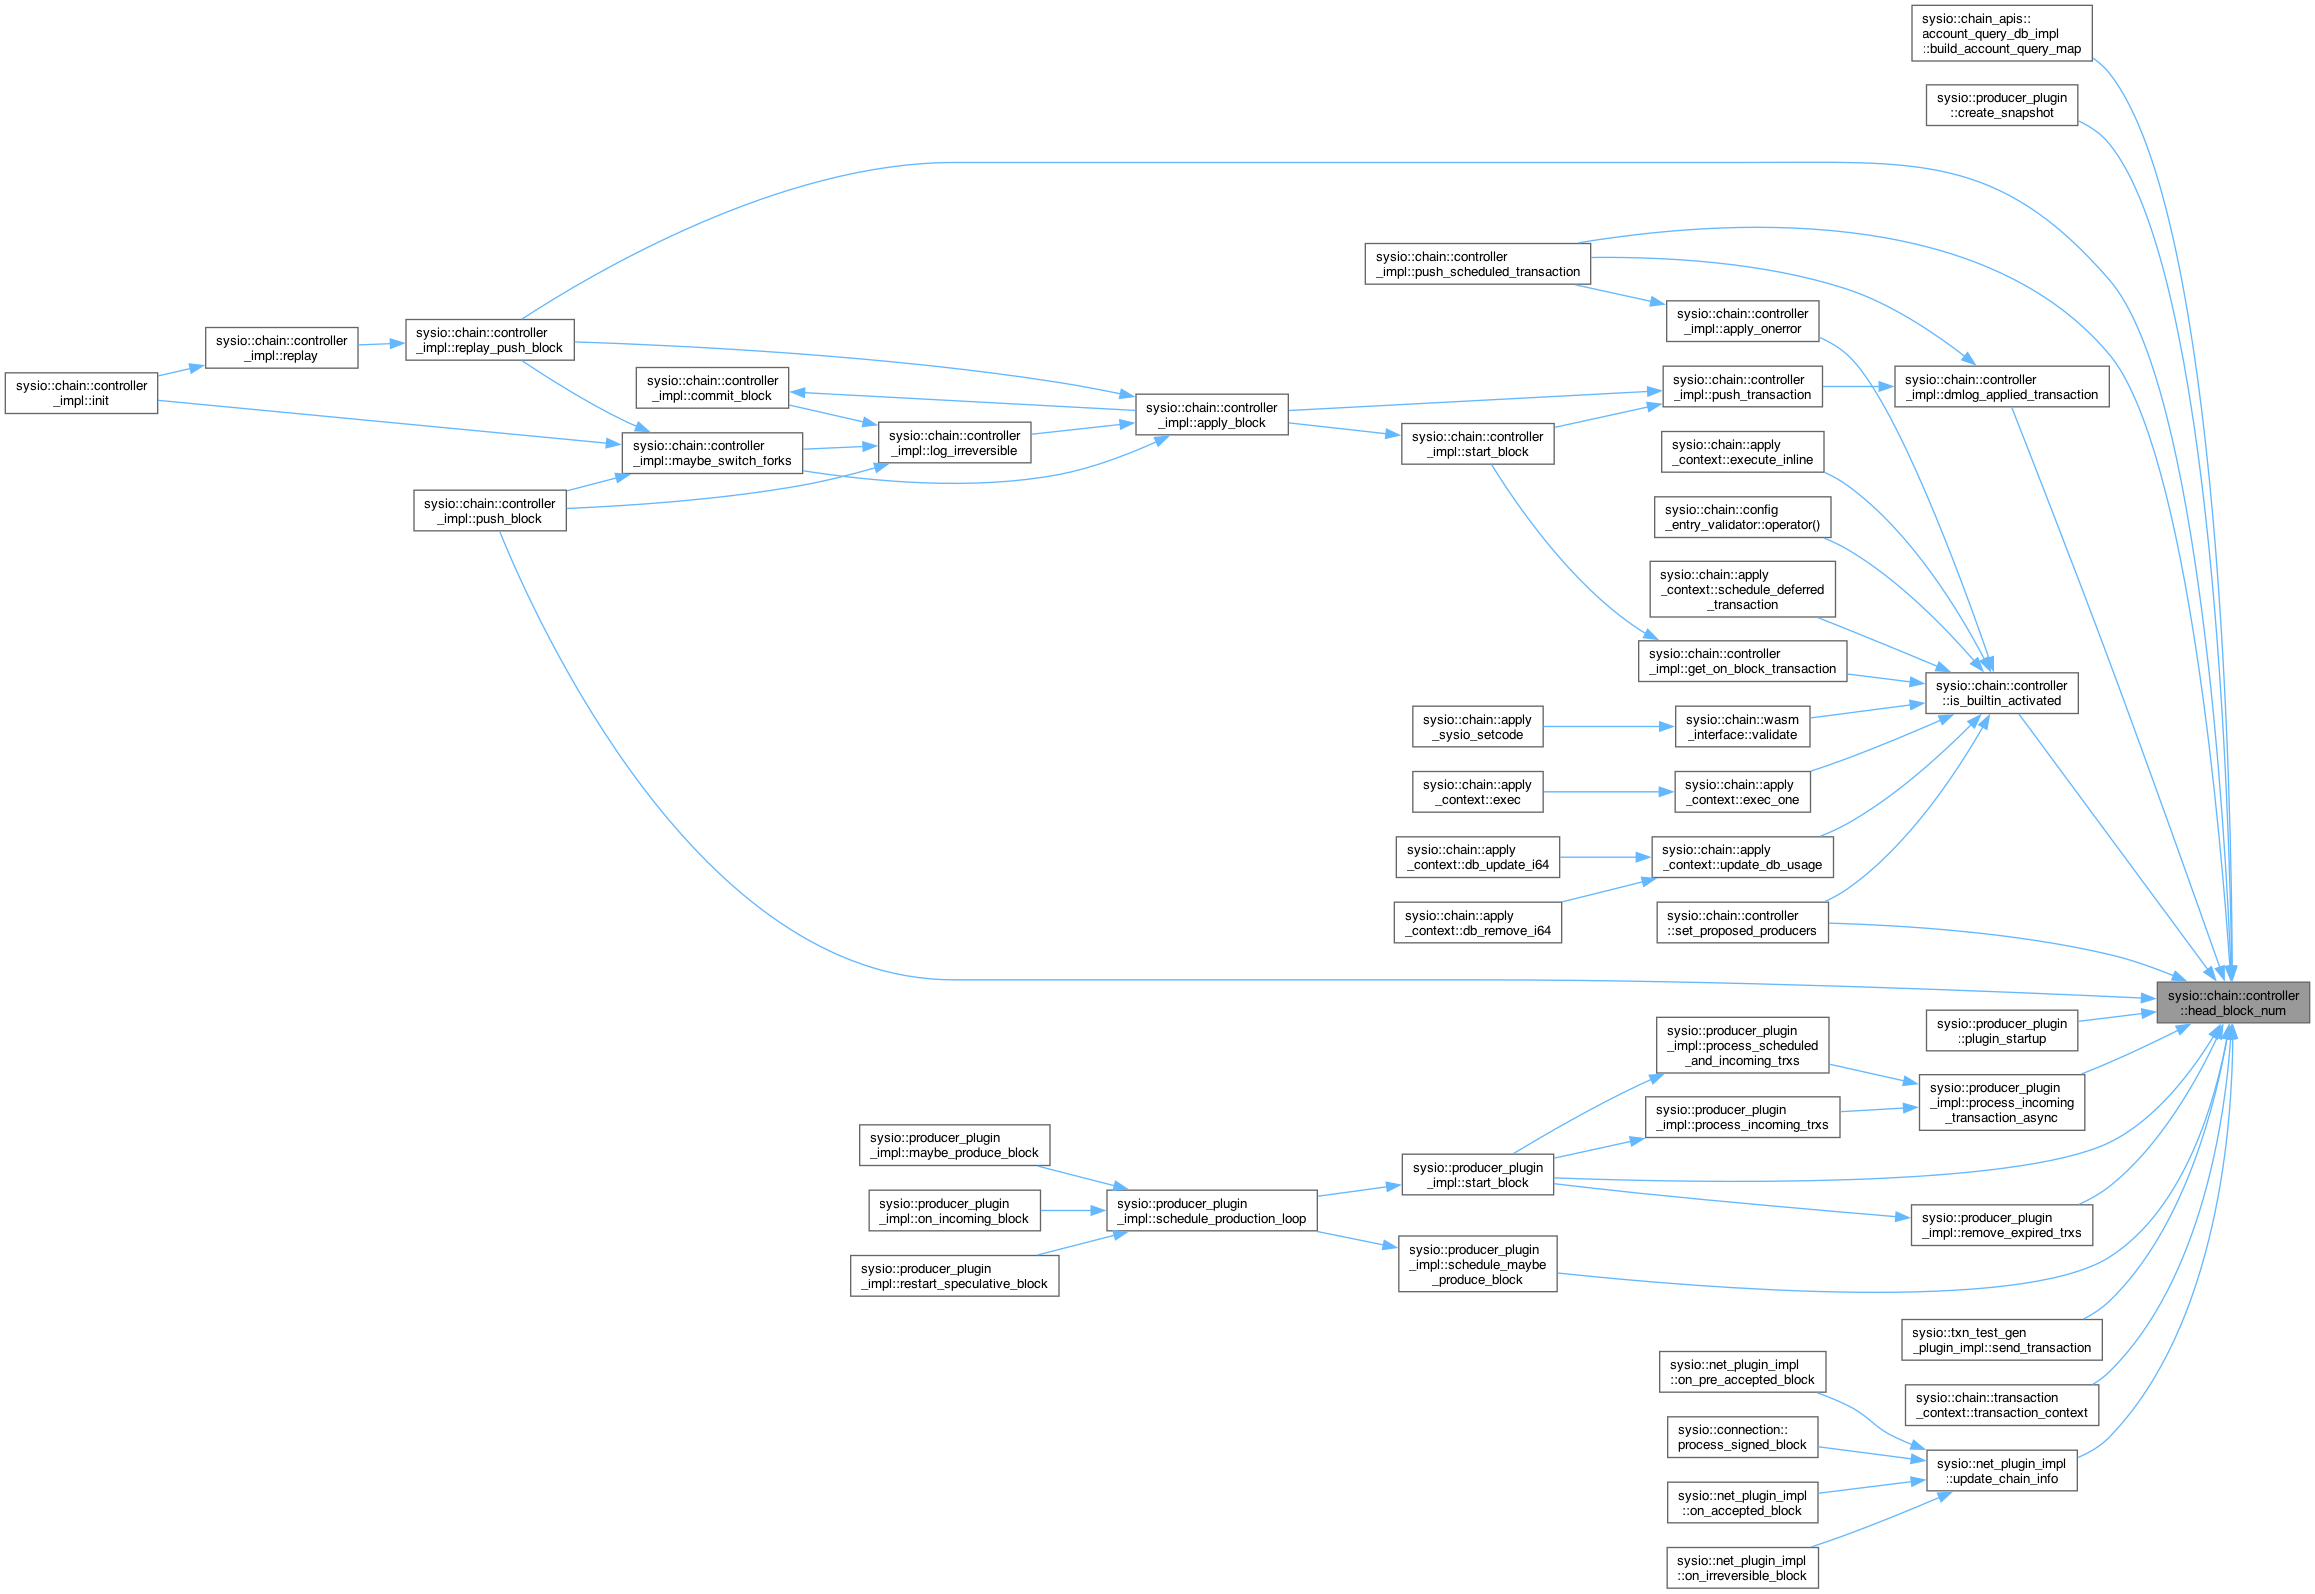 sysio::chain_apis::
account_query_db_impl
::build_account_query_map
sysio::producer_plugin
::create_snapshot
sysio::chain::controller
_impl::push_scheduled_transaction
sysio::chain::controller
_impl::apply_onerror
sysio::chain::controller
_impl::replay_push_block
sysio::chain::controller
_impl::replay
sysio::chain::controller
_impl::init
sysio::chain::controller
_impl::commit_block
sysio::chain::controller
_impl::apply_block
sysio::chain::controller
_impl::push_transaction
sysio::chain::controller
_impl::dmlog_applied_transaction
sysio::chain::controller
_impl::maybe_switch_forks
sysio::chain::controller
_impl::log_irreversible
sysio::chain::controller
_impl::start_block
sysio::chain::apply
_context::execute_inline
sysio::chain::controller
_impl::push_block
sysio::chain::config
_entry_validator::operator()
sysio::chain::apply
_context::schedule_deferred
_transaction
sysio::chain::controller
_impl::get_on_block_transaction
sysio::chain::controller
::is_builtin_activated
sysio::chain::apply
_sysio_setcode
sysio::chain::wasm
_interface::validate
sysio::chain::apply
_context::exec
sysio::chain::apply
_context::exec_one
sysio::chain::apply
_context::db_update_i64
sysio::chain::apply
_context::update_db_usage
sysio::chain::apply
_context::db_remove_i64
sysio::chain::controller
::set_proposed_producers
sysio::chain::controller
::head_block_num
sysio::producer_plugin
::plugin_startup
sysio::producer_plugin
_impl::process_scheduled
_and_incoming_trxs
sysio::producer_plugin
_impl::process_incoming
_transaction_async
sysio::producer_plugin
_impl::process_incoming_trxs
sysio::producer_plugin
_impl::maybe_produce_block
sysio::producer_plugin
_impl::start_block
sysio::producer_plugin
_impl::on_incoming_block
sysio::producer_plugin
_impl::schedule_production_loop
sysio::producer_plugin
_impl::remove_expired_trxs
sysio::producer_plugin
_impl::restart_speculative_block
sysio::producer_plugin
_impl::schedule_maybe
_produce_block
sysio::txn_test_gen
_plugin_impl::send_transaction
sysio::net_plugin_impl
::on_pre_accepted_block
sysio::chain::transaction
_context::transaction_context
sysio::connection::
process_signed_block
sysio::net_plugin_impl
::update_chain_info
sysio::net_plugin_impl
::on_accepted_block
sysio::net_plugin_impl
::on_irreversible_block